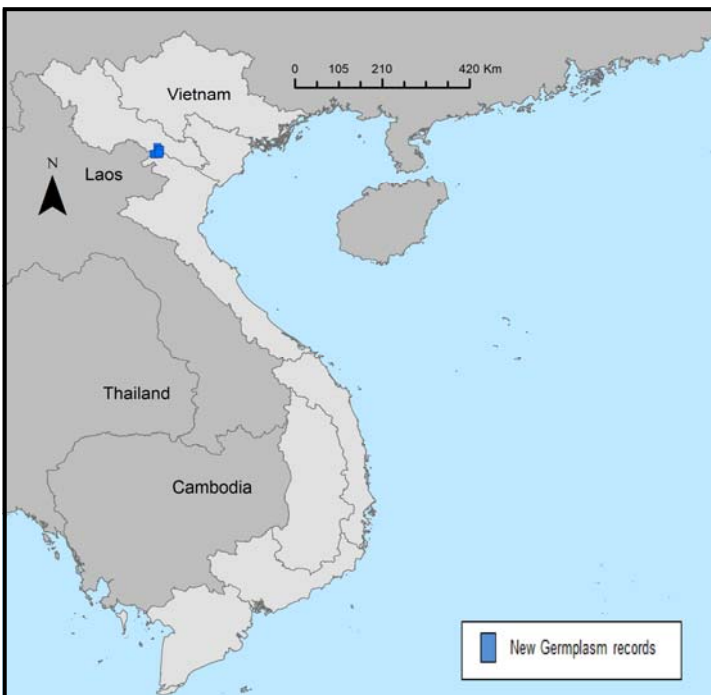 0 105 210 420 Km
Vietnam
N
Laos
Thailand
Cambodia
New Germplasm records